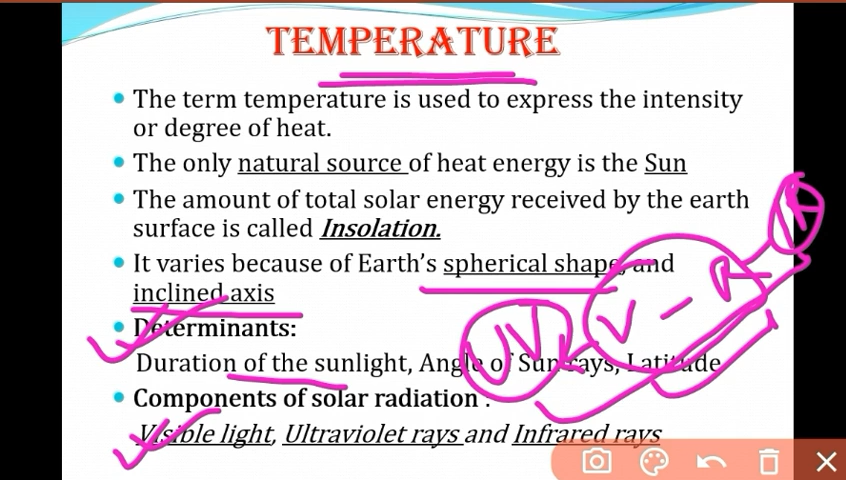 TEMPERATURE
The term temperature is used to express the intensity
or degree of heat.
The only natural source of heat energy is the Sun
The amount of total solar energy received by the earth
surface is called Insolation.
It varies because of Earth's spherical shape, and
inclined axis
Determinants:
Duration of the sunlight, Angle of Sun rays, Latitude
Components of solar radiation :
Visible light, Ultraviolet rays and Infrared rays
UV
V - R